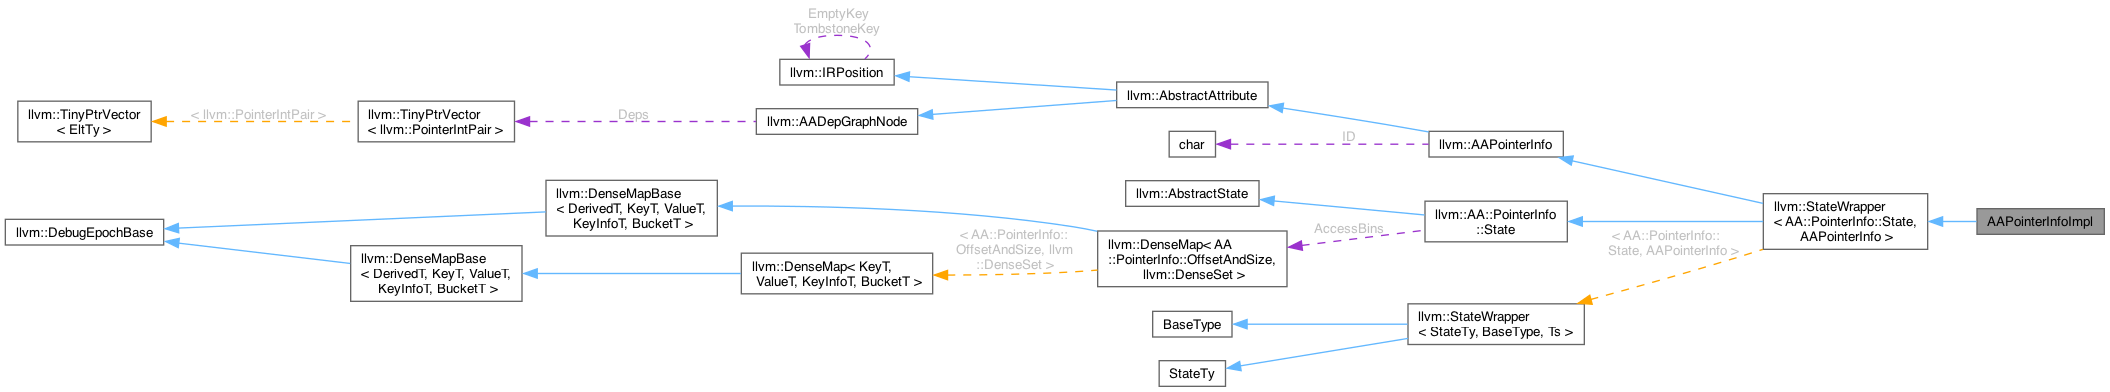 EmptyKey
TombstoneKey
llvm::IRPosition
llvm::AbstractAttribute
llvm::TinyPtrVector
< EltTy >
< llvm::PointerIntPair >
llvm::TinyPtrVector
< llvm::PointerIntPair >
Deps
llvm::AADepGraphNode
char
ID
llvm::AAPointerInfo
llvm::DebugEpochBase
llvm::DenseMapBase
< DerivedT, KeyT, ValueT,
KeyInfoT, BucketT >
llvm::DenseMapBase
< DerivedT, KeyT, ValueT,
KeyInfoT, BucketT >
llvm::DenseMap< KeyT,
ValueT, KeyInfoT, BucketT >
< AA::PointerInfo::
OffsetAndSize, llvm
::DenseSet >
llvm::AbstractState
llvm::DenseMap< AA
::PointerInfo::OffsetAndSize,
llvm::DenseSet >
AccessBins
llvm::AA::PointerInfo
::State
< AA::PointerInfo::
State, AAPointerInfo >
llvm::StateWrapper
< AA::PointerInfo::State,
AAPointerInfo >
AAPointerInfoImpl
BaseType
StateTy
llvm::StateWrapper
< StateTy, BaseType, Ts >